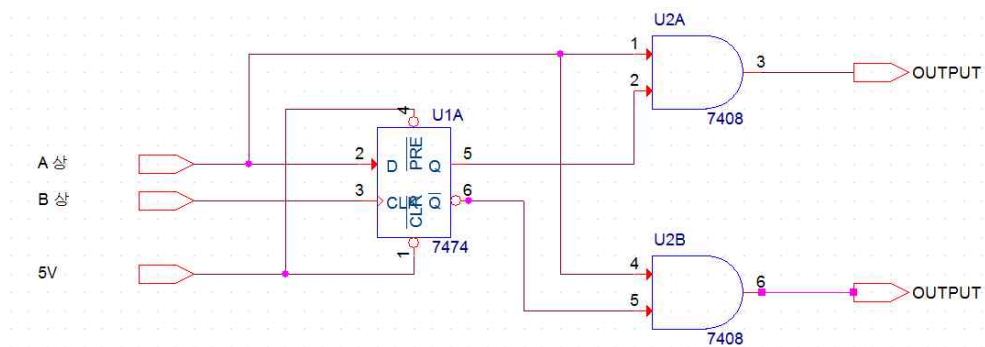 U2A
1
2
3
OUTPUT
7408
4
U1A
A 상
2
D
PRE
Q
5
B 상
3
CLK
CLR
Q
6
1
7474
5V
U2B
4
5
6
OUTPUT
7408